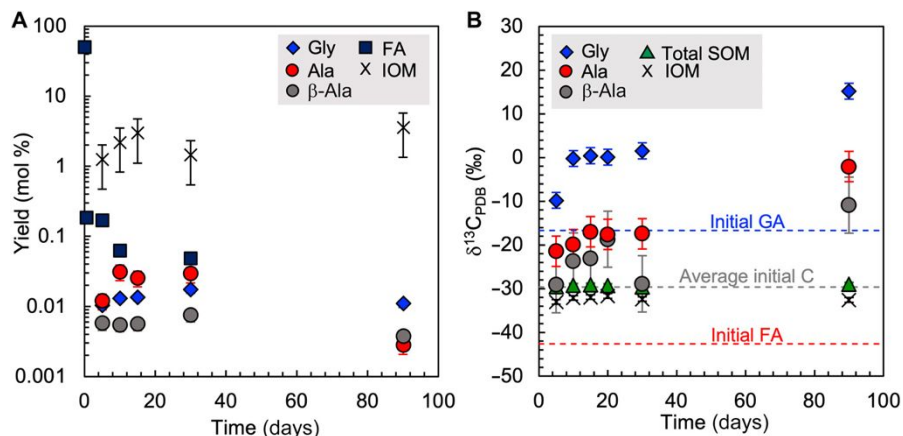 A
Gly
FA
Ala
IOM
β-Ala
100
10
1
0.1
0.01
0.001
Yield (mol %)
0
20
40
60
80
100
Time (days)
B
Gly
Total SOM
Ala
IOM
β-Ala
30
20
10
0
−10
−20
−30
−40
−50
δ¹³C_PDB (‰)
Initial GA
Average initial C
Initial FA
0
20
40
60
80
100
Time (days)